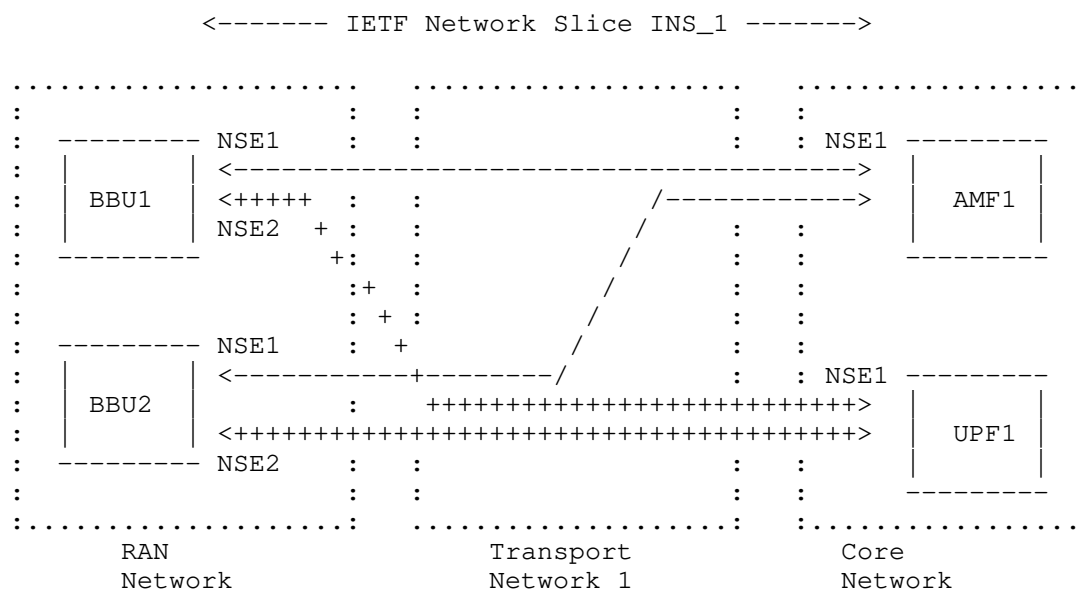 <------- IETF Network Slice INS_1 ------->
NSE1 NSE1
BBU1 AMF1
NSE2
NSE1
NSE1
BBU2
UPF1
NSE2
RAN Transport Core
Network Network 1 Network